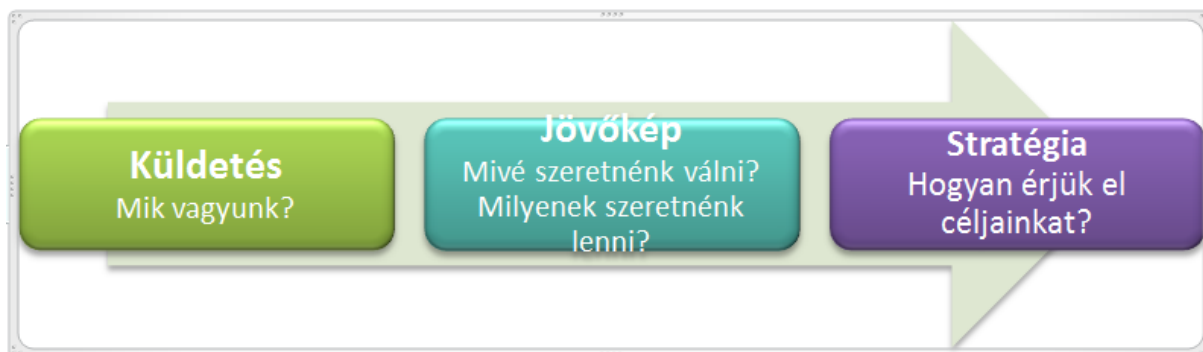 Küldetés
Mik vagyunk?
Jövőkép
Mivé szeretnénk válni?
Milyenek szeretnénk
lenni?
Stratégia
Hogyan érjük el
céljainkat?